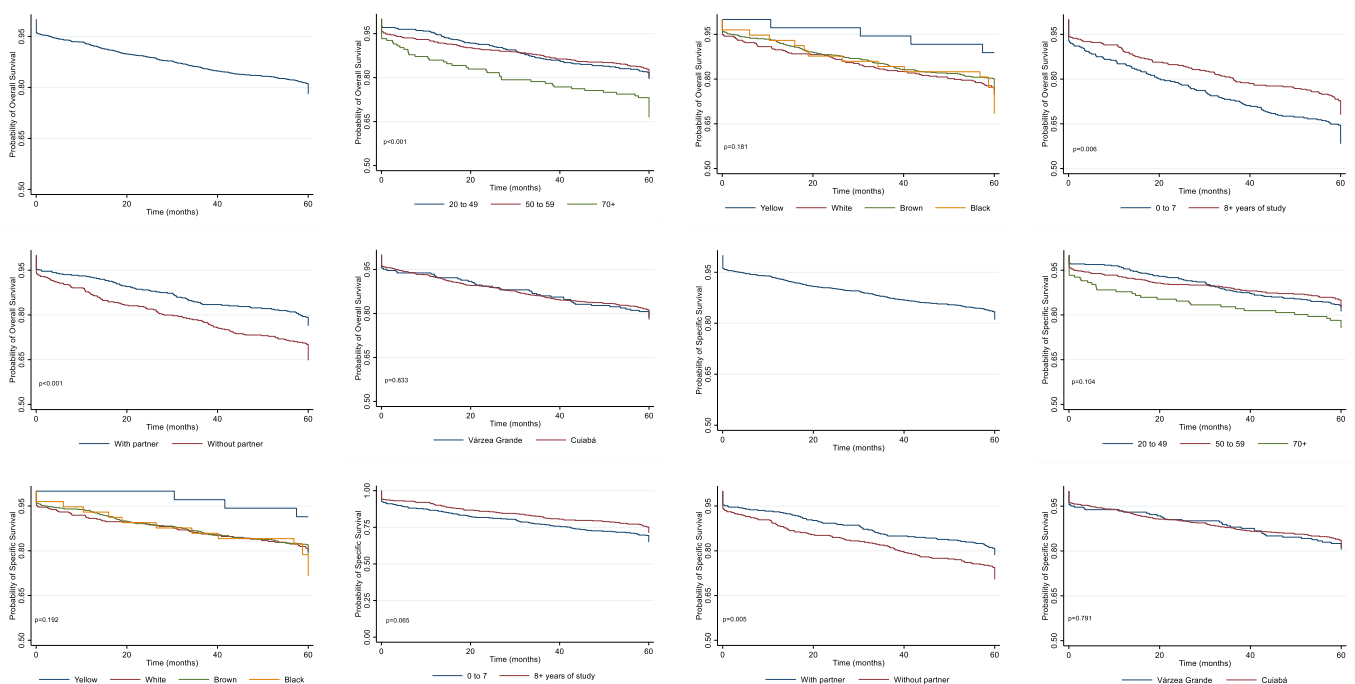 Probability of Overall Survival
0.95
0.80
0.65
0.50
0 20 40 60
Time (months)
Probability of Overall Survival
0.95
0.80
0.65
0.50
p<0.001
0 20 40 60
Time (months)
20 to 49 50 to 59 70+
Probability of Overall Survival
0.95
0.80
0.65
0.50
p=0.181
0 20 40 60
Time (months)
Yellow White Brown Black
Probability of Overall Survival
0.95
0.80
0.65
0.50
p=0.006
0 20 40 60
Time (months)
0 to 7 8+ years of study
Probability of Overall Survival
0.95
0.80
0.65
0.50
p<0.001
0 20 40 60
Time (months)
With partner Without partner
Probability of Overall Survival
0.95
0.80
0.65
0.50
p=0.833
0 20 40 60
Time (months)
Várzea Grande Cuiabá
Probability of Specific Survival
0.95
0.80
0.65
0.50
0 20 40 60
Time (months)
Probability of Specific Survival
0.95
0.80
0.65
0.50
p=0.104
0 20 40 60
Time (months)
20 to 49 50 to 59 70+
Probability of Specific Survival
0.95
0.80
0.65
0.50
p=0.192
0 20 40 60
Time (months)
Yellow White Brown Black
Probability of Specific Survival
1.00
0.75
0.50
0.25
0.00
p=0.065
0 20 40 60
Time (months)
0 to 7 8+ years of study
Probability of Specific Survival
0.95
0.80
0.65
0.50
p=0.005
0 20 40 60
Time (months)
With partner Without partner
Probability of Specific Survival
0.95
0.80
0.65
0.50
p=0.791
0 20 40 60
Time (months)
Várzea Grande Cuiabá